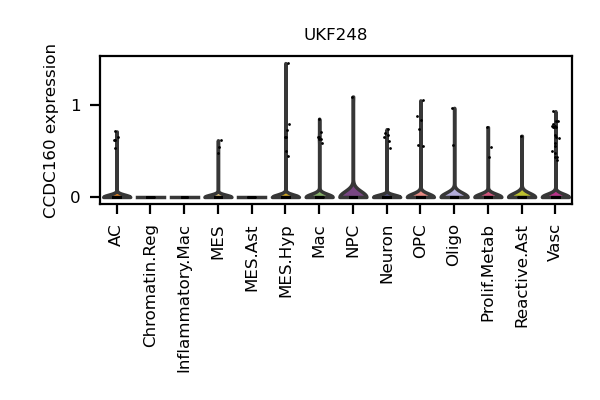 UKF248
CCDC160 expression
1
0
AC
Chromatin.Reg
Inflammatory.Mac
MES
MES.Ast
MES.Hyp
Mac
NPC
Neuron
OPC
Oligo
Prolif.Metab
Reactive.Ast
Vasc